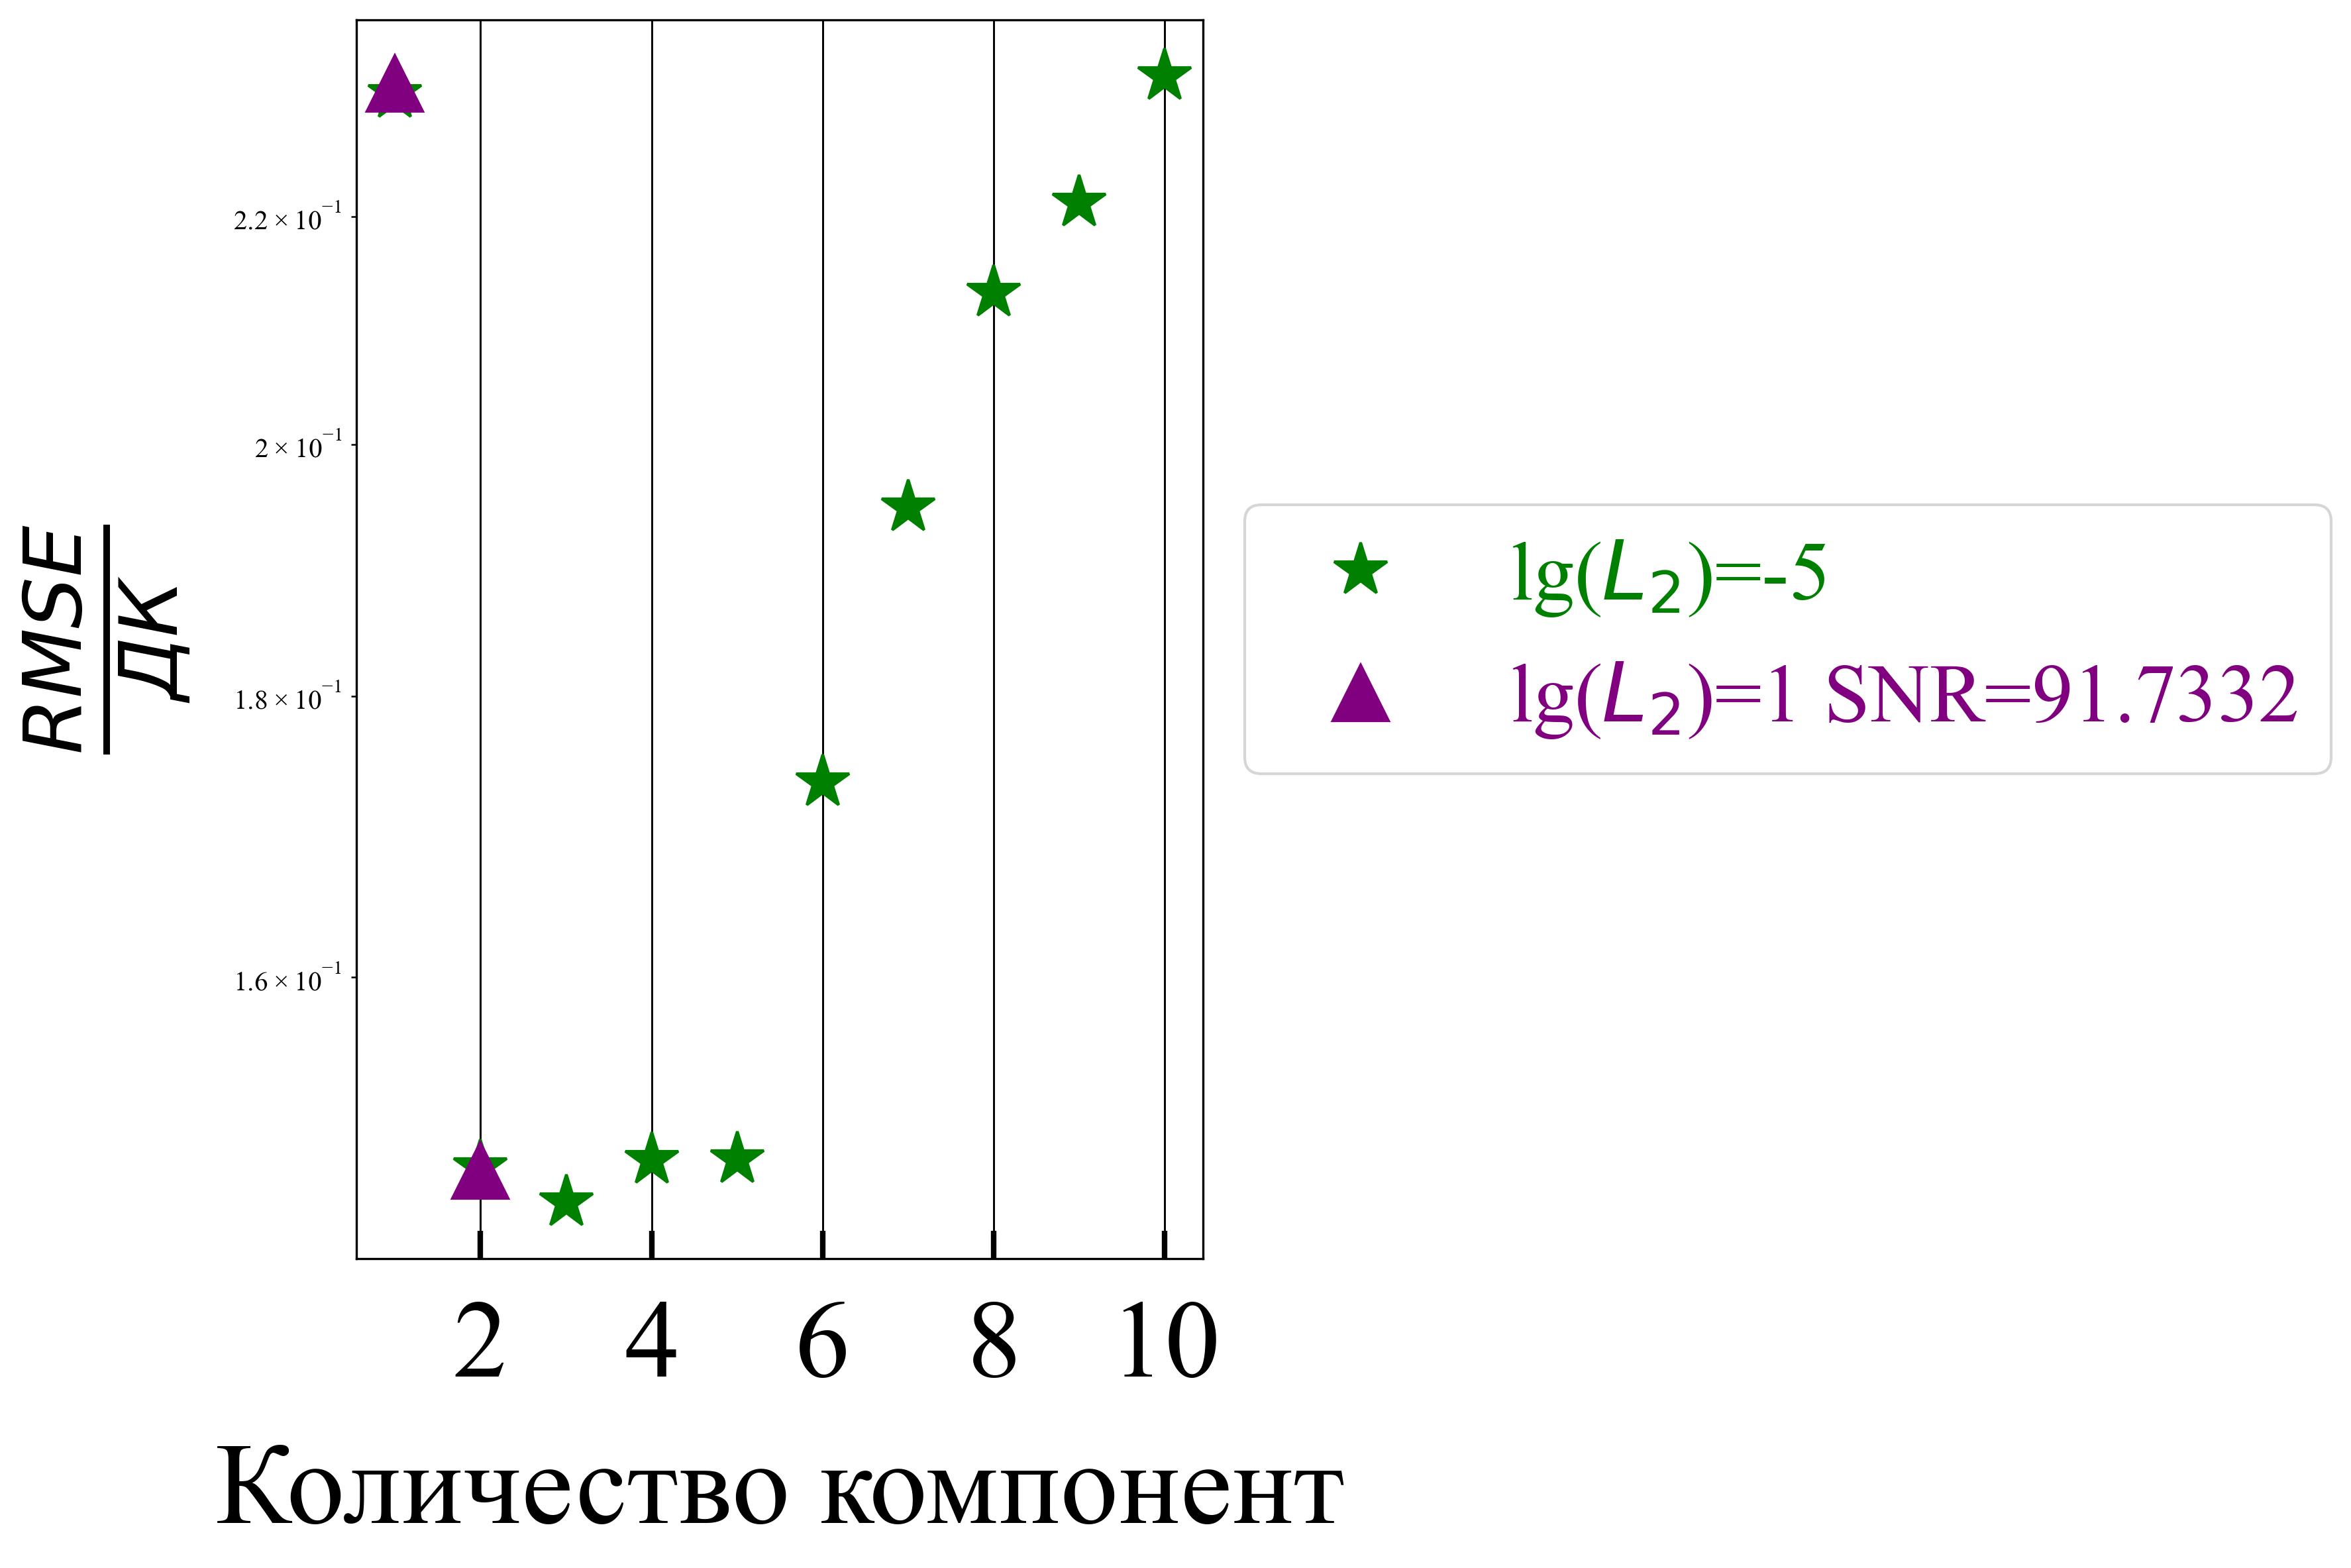 RMSE
ДК
2.2 × 10⁻¹
2 × 10⁻¹
1.8 × 10⁻¹
1.6 × 10⁻¹
2 4 6 8 10
Количество компонент
lg(L₂)=-5
lg(L₂)=1 SNR=91.7332